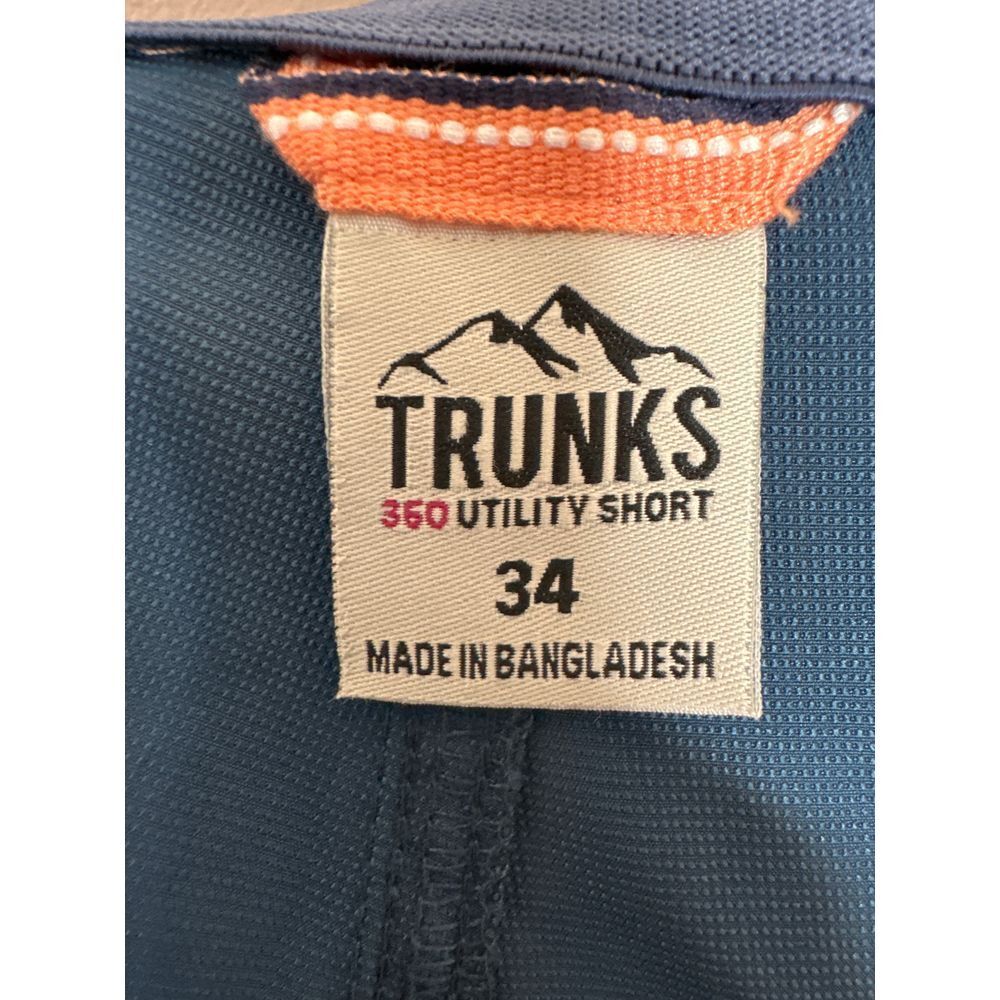 TRUNKS
360 UTILITY SHORT
34
MADE IN BANGLADESH